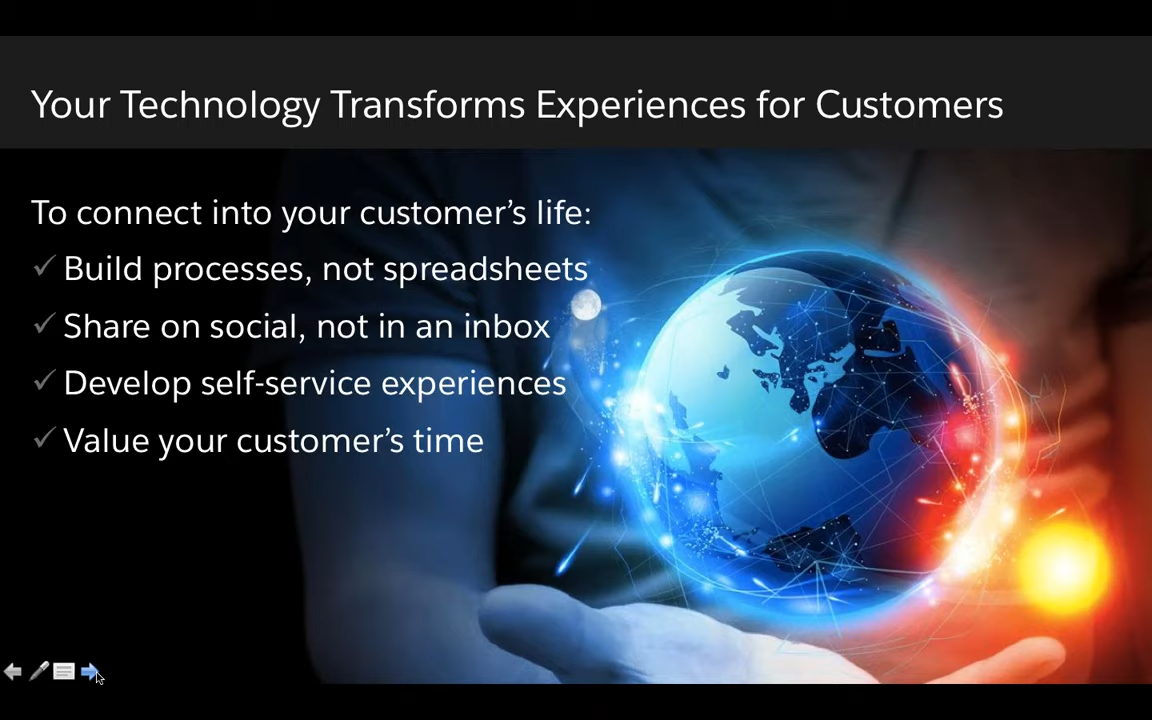 Your Technology Transforms Experiences for Customers
To connect into your customer’s life:
Build processes, not spreadsheets
Share on social, not in an inbox
Develop self-service experiences
Value your customer’s time